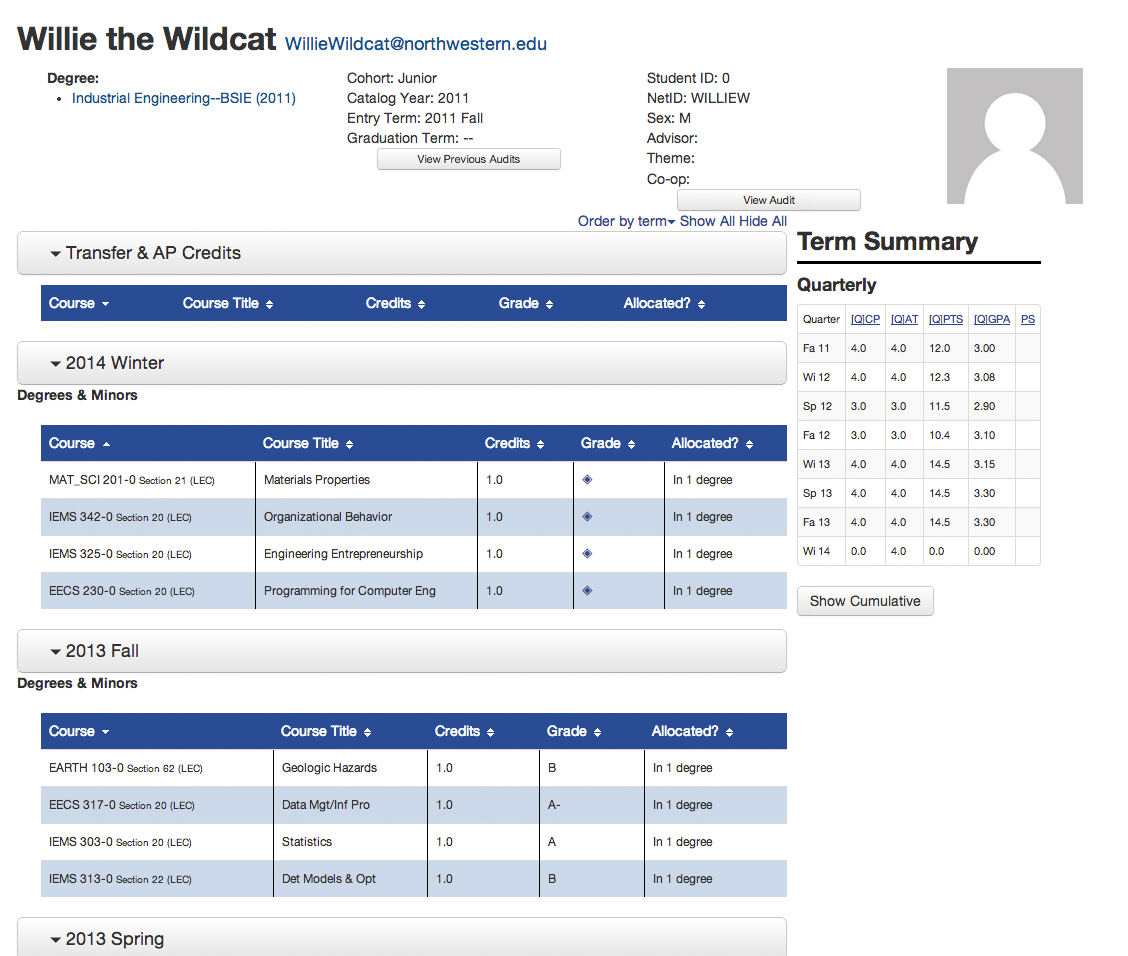 Willie the Wildcat WillieWildcat@northwestern.edu
Degree:
• Industrial Engineering--BSIE (2011)
Cohort: Junior
Catalog Year: 2011
Entry Term: 2011 Fall
Graduation Term: --
View Previous Audits
Student ID: 0
NetID: WILLIEW
Sex: M
Advisor:
Theme:
Co-op:
View Audit
Order by term Show All Hide All
Transfer & AP Credits
Course Course Title Credits Grade Allocated?
2014 Winter
Degrees & Minors
Course Course Title Credits Grade Allocated?
MAT_SCI 201-0 Section 21 (LEC) Materials Properties 1.0 In 1 degree
IEMS 342-0 Section 20 (LEC) Organizational Behavior 1.0 In 1 degree
IEMS 325-0 Section 20 (LEC) Engineering Entrepreneurship 1.0 In 1 degree
EECS 230-0 Section 20 (LEC) Programming for Computer Eng 1.0 In 1 degree
2013 Fall
Degrees & Minors
Course Course Title Credits Grade Allocated?
EARTH 103-0 Section 62 (LEC) Geologic Hazards 1.0 B In 1 degree
EECS 317-0 Section 20 (LEC) Data Mgt/Inf Pro 1.0 A- In 1 degree
IEMS 303-0 Section 20 (LEC) Statistics 1.0 A In 1 degree
IEMS 313-0 Section 22 (LEC) Det Models & Opt 1.0 B In 1 degree
2013 Spring
Term Summary
Quarterly
Quarter [Q]CP [Q]AT [Q]PTS [Q]GPA PS
Fa 11 4.0 4.0 12.0 3.00
Wi 12 4.0 4.0 12.3 3.08
Sp 12 3.0 3.0 11.5 2.90
Fa 12 3.0 3.0 10.4 3.10
Wi 13 4.0 4.0 14.5 3.15
Sp 13 4.0 4.0 14.5 3.30
Fa 13 4.0 4.0 14.5 3.30
Wi 14 0.0 4.0 0.0 0.00
Show Cumulative